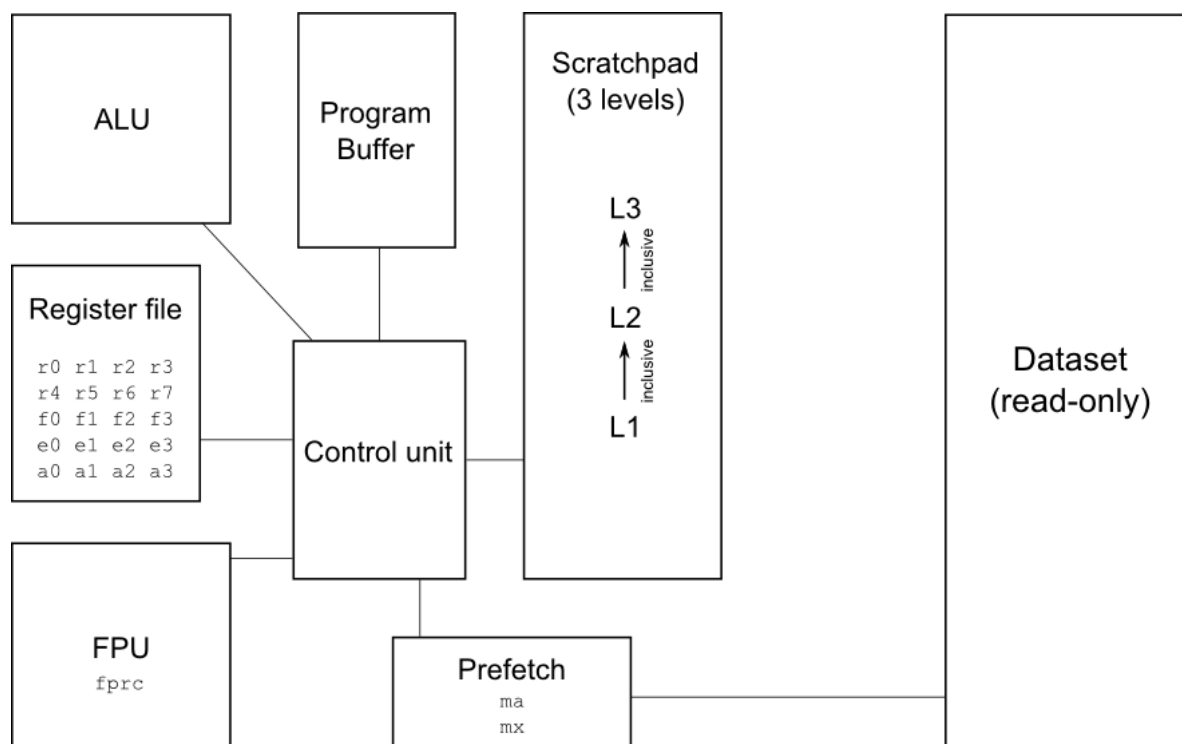 ALU
Program
Buffer
Scratchpad
(3 levels)
L3
inclusive
L2
inclusive
L1
Register file
r0 r1 r2 r3
r4 r5 r6 r7
f0 f1 f2 f3
e0 e1 e2 e3
a0 a1 a2 a3
Control unit
Dataset
(read-only)
FPU
fprc
Prefetch
ma
mx